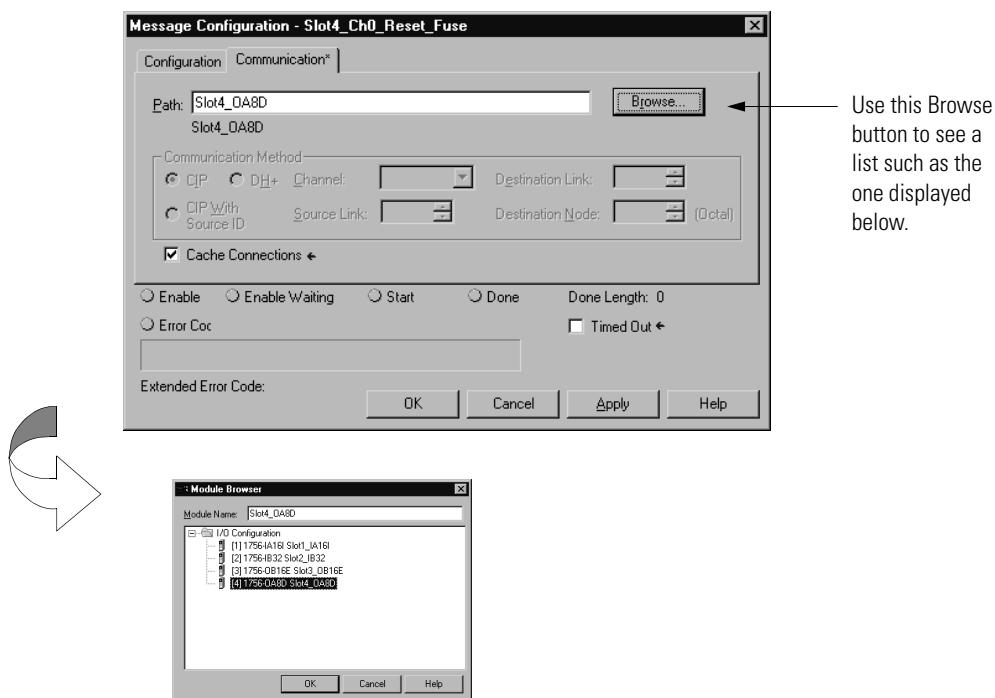 Message Configuration - Slot4_Ch0_Reset_Fuse
Configuration Communication*
Path: Slot4_OA8D Browse...
Slot4_OA8D
Communication Method
CIP DH+ Channel: Destination Link:
CIP With Source ID Source Link: Destination Node: (Octal)
Cache Connections
Enable Enable Waiting Start Done Done Length: 0
Error Coc Timed Out
Extended Error Code:
OK Cancel Apply Help
Use this Browse
button to see a
list such as the
one displayed
below.
Module Browser
Module Name: Slot4_OA8D
I/O Configuration
[1] 1756-IA16I Slot1_IA16I
[2] 1756-IB32 Slot2_IB32
[3] 1756-OB16E Slot3_OB16E
[4] 1756-OA8D Slot4_OA8D
OK Cancel Help